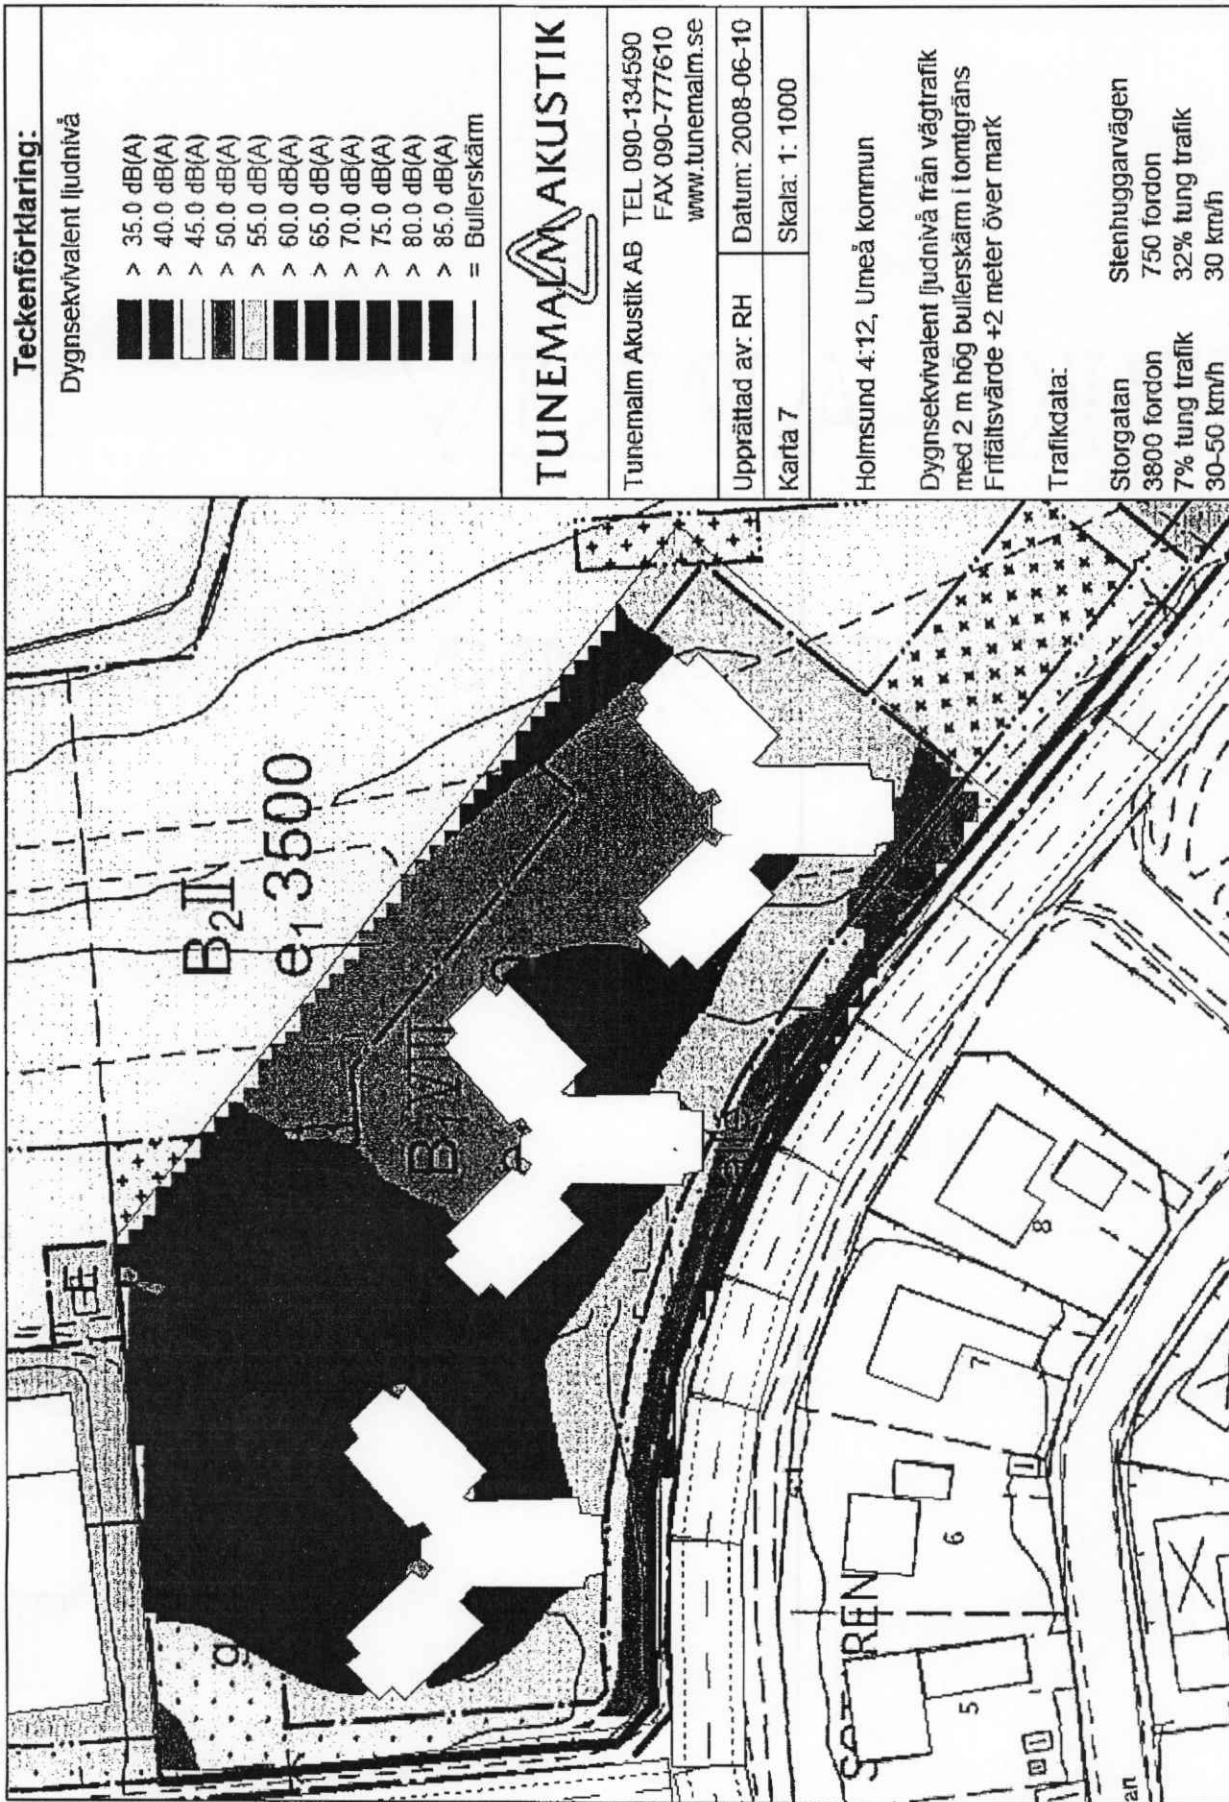 Teckenförklaring:
Dygnsekvivalent ljudnivå
> 35.0 dB(A)
> 40.0 dB(A)
> 45.0 dB(A)
> 50.0 dB(A)
> 55.0 dB(A)
> 60.0 dB(A)
> 65.0 dB(A)
> 70.0 dB(A)
> 75.0 dB(A)
> 80.0 dB(A)
> 85.0 dB(A)
= Bullerskärm
TUNEMALM AKUSTIK
Tunemalm Akustik AB TEL 090-134590
FAX 090-777610
www.tunemalm.se
Upprättad av: RH
Datum: 2008-06-10
Karta 7
Skala: 1: 1000
Holmsund 4:12, Umeå kommun
Dygnsekvivalent ljudnivå från vägtrafik
med 2 m hög bullerskärm i tomtgräns
Frifältsvärde +2 meter över mark
Trafikdata:
Storgatan
3800 fordon
7% tung trafik
30-50 km/h
Stenhuggarvägen
750 fordon
32% tung trafik
30 km/h
B2II
e1 3500
E
g
8
7
6
5
an